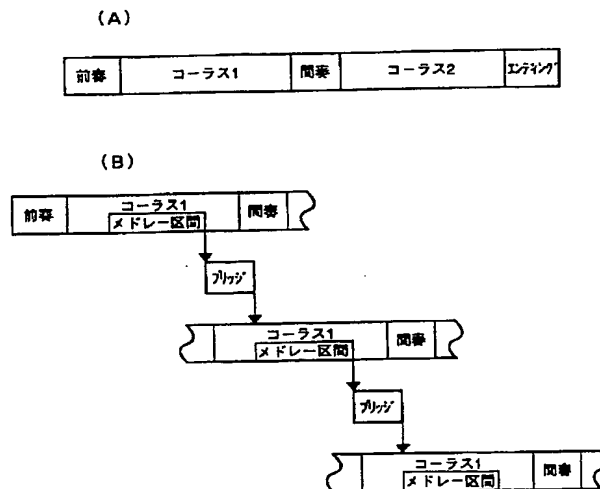 (A)
前奏 コーラス1 間奏 コーラス2 エンディング
(B)
前奏 コーラス1 間奏
メドレー区間
ブリッジ
コーラス1 間奏
メドレー区間
ブリッジ
コーラス1 間奏
メドレー区間